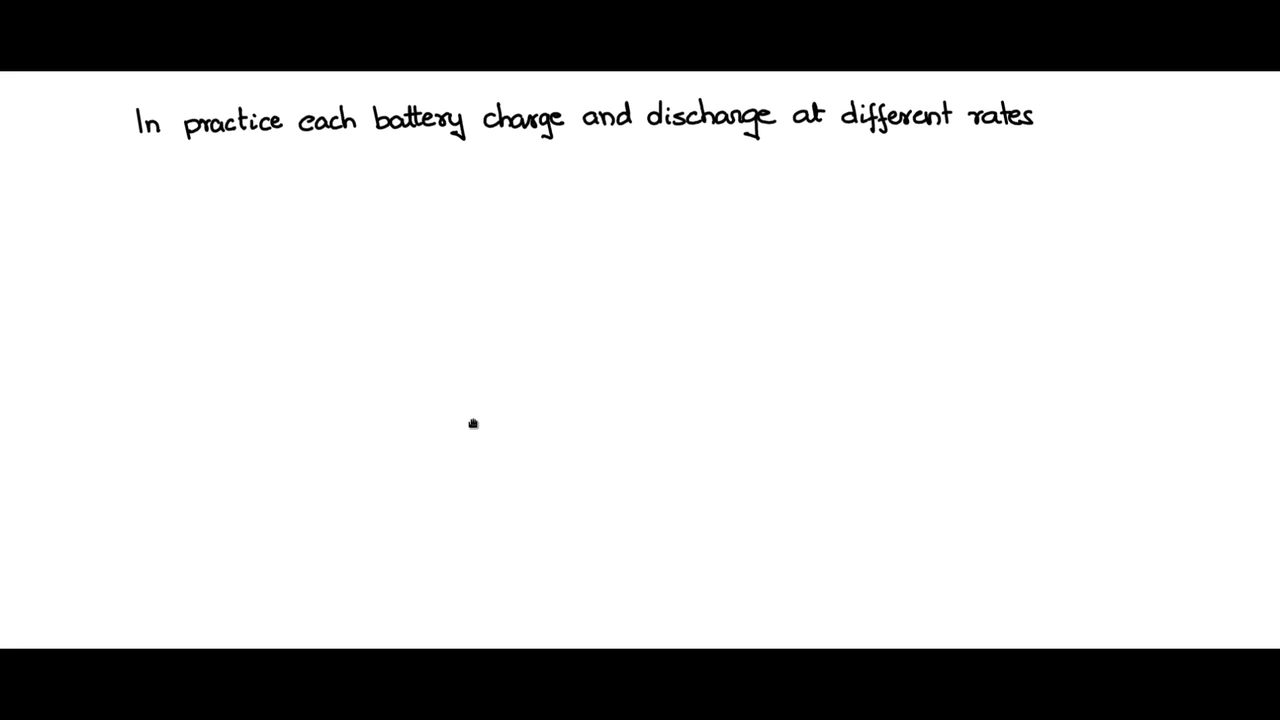 In practice each battery charge and discharge at different rates